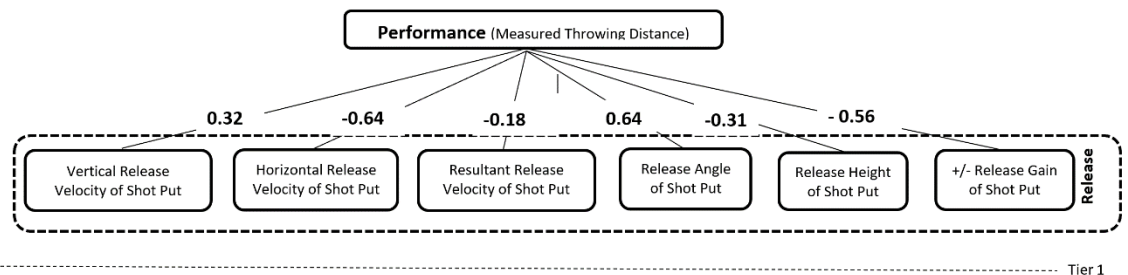 Performance (Measured Throwing Distance)
0.32 -0.64 -0.18 0.64 -0.31 - 0.56
Vertical Release
Velocity of Shot Put
Horizontal Release
Velocity of Shot Put
Resultant Release
Velocity of Shot Put
Release Angle
of Shot Put
Release Height
of Shot Put
+/- Release Gain
of Shot Put
Release
Tier 1